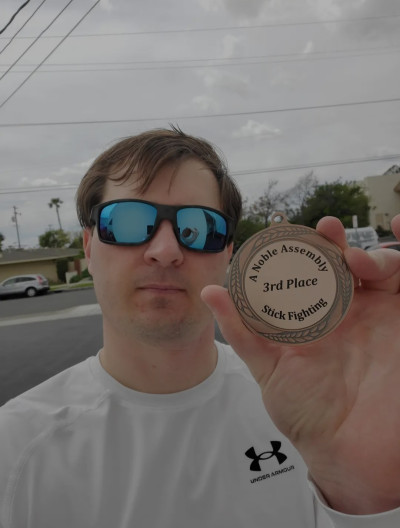 A Noble Assembly
3rd Place
Stick Fighting
UNDER ARMOUR